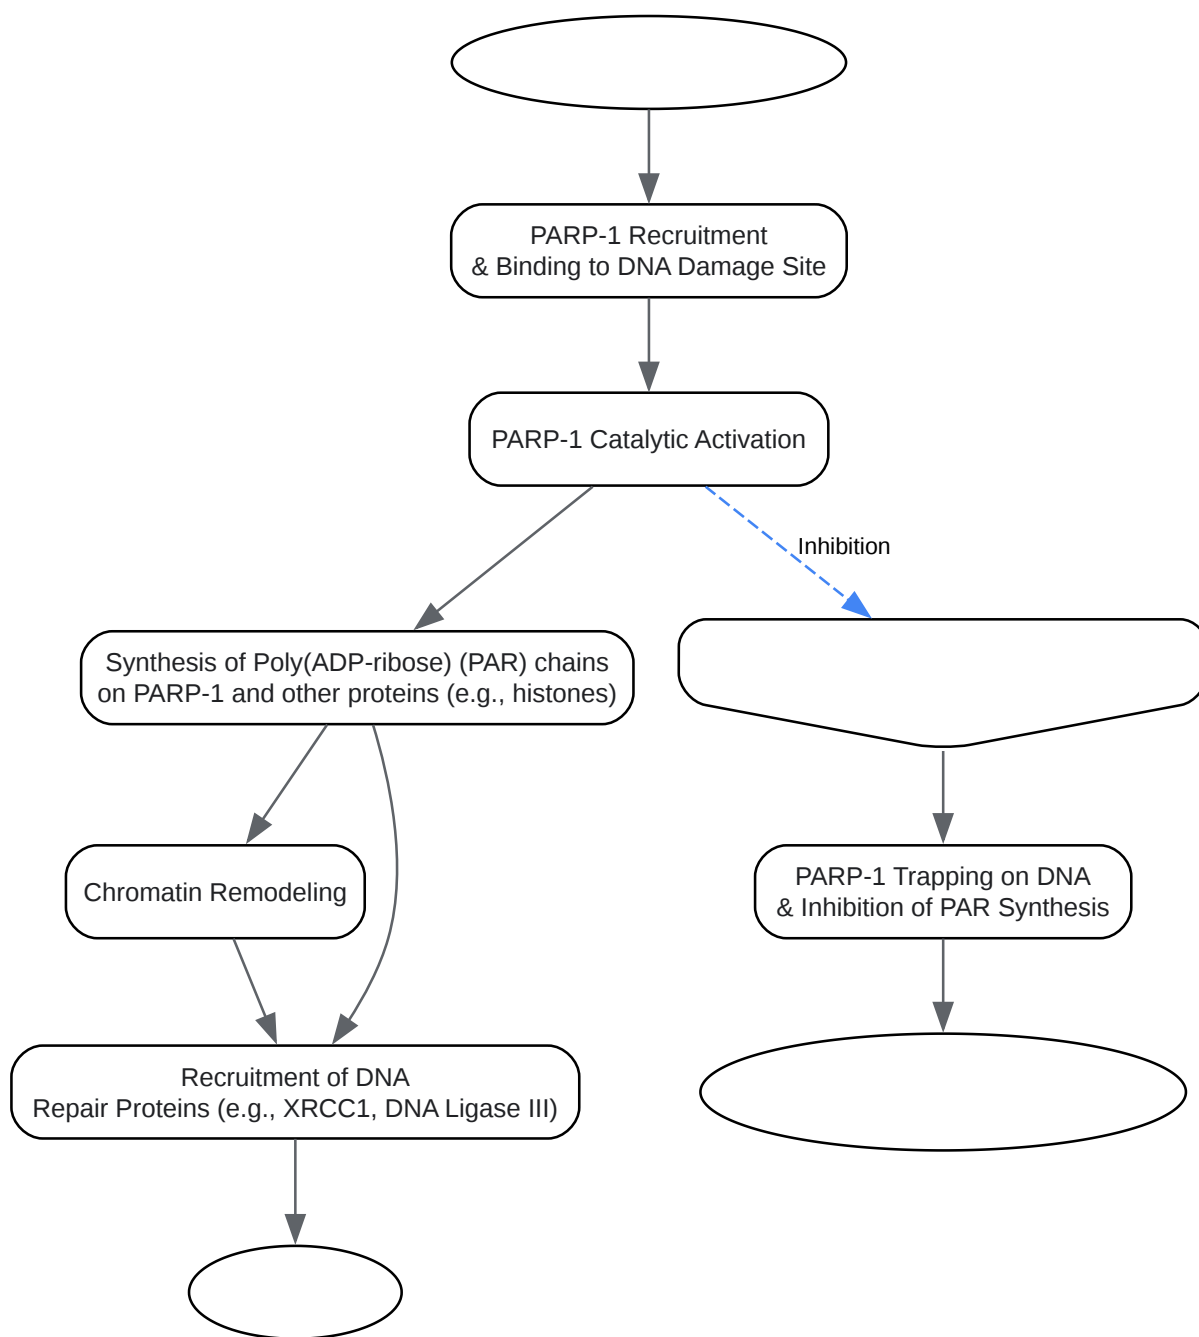 PARP-1 Recruitment
& Binding to DNA Damage Site
PARP-1 Catalytic Activation
Inhibition
Synthesis of Poly(ADP-ribose) (PAR) chains
on PARP-1 and other proteins (e.g., histones)
Chromatin Remodeling
PARP-1 Trapping on DNA
& Inhibition of PAR Synthesis
Recruitment of DNA
Repair Proteins (e.g., XRCC1, DNA Ligase III)